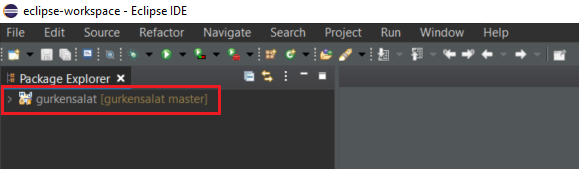 eclipse-workspace - Eclipse IDE
File Edit Source Refactor Navigate Search Project Run Window Help
Package Explorer
gurkensalat [gurkensalat master]